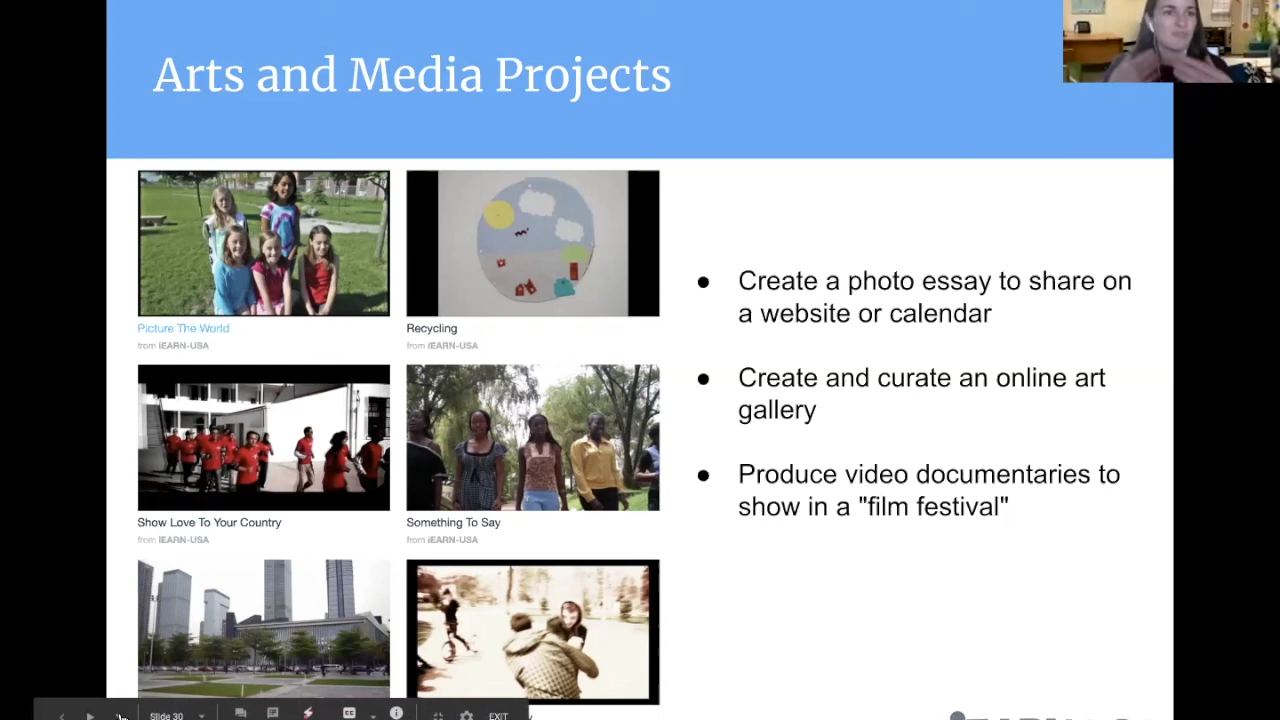 Arts and Media Projects
Picture The World
from iEARN-USA
Recycling
from iEARN-USA
Show Love To Your Country
from iEARN-USA
Something To Say
from iEARN-USA
● Create a photo essay to share on
a website or calendar
● Create and curate an online art
gallery
● Produce video documentaries to
show in a "film festival"
Slide 30
EXIT